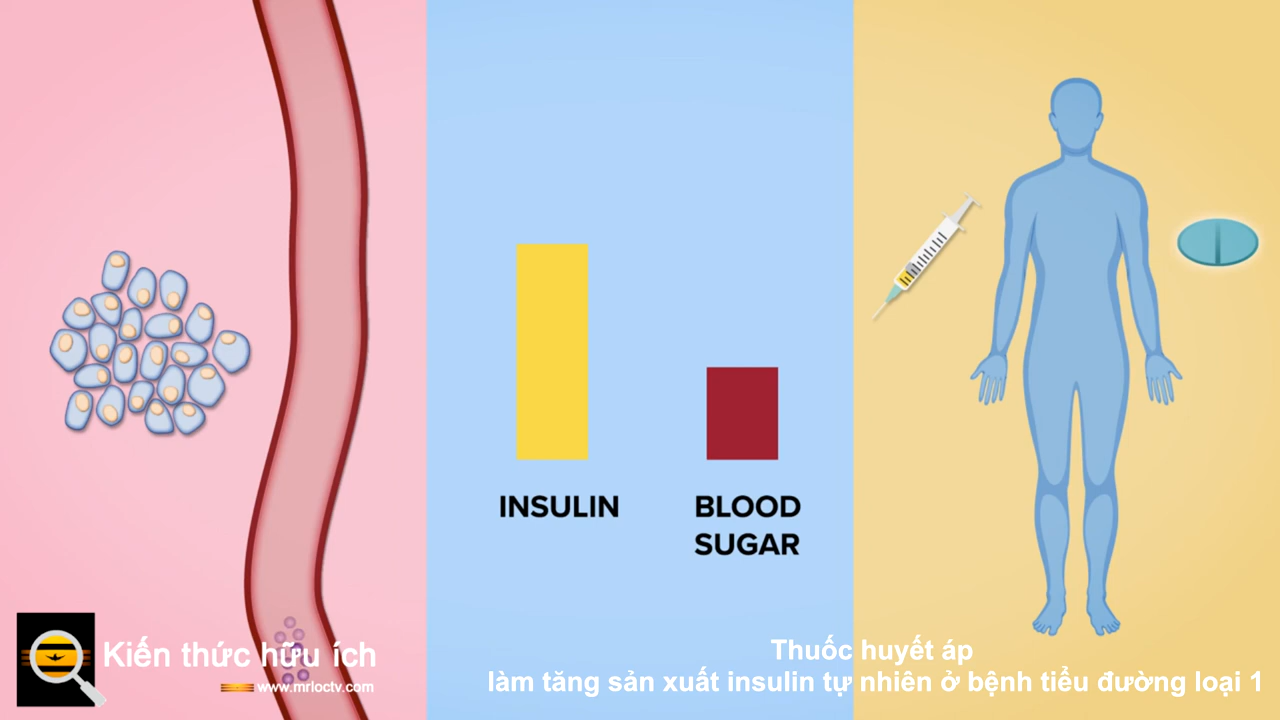 INSULIN
BLOOD
SUGAR
Kiến thức hữu ích
www.mrloctv.com
Thuốc huyết áp
làm tăng sản xuất insulin tự nhiên ở bệnh tiểu đường loại 1